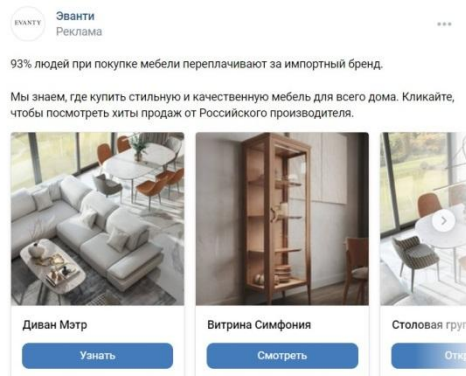 EVANTY
Эванти
Реклама
93% людей при покупке мебели переплачивают за импортный бренд.
Мы знаем, где купить стильную и качественную мебель для всего дома. Кликайте,
чтобы посмотреть хиты продаж от Российского производителя.
Диван Мэтр
Витрина Симфония
Столовая
Узнать
Смотреть